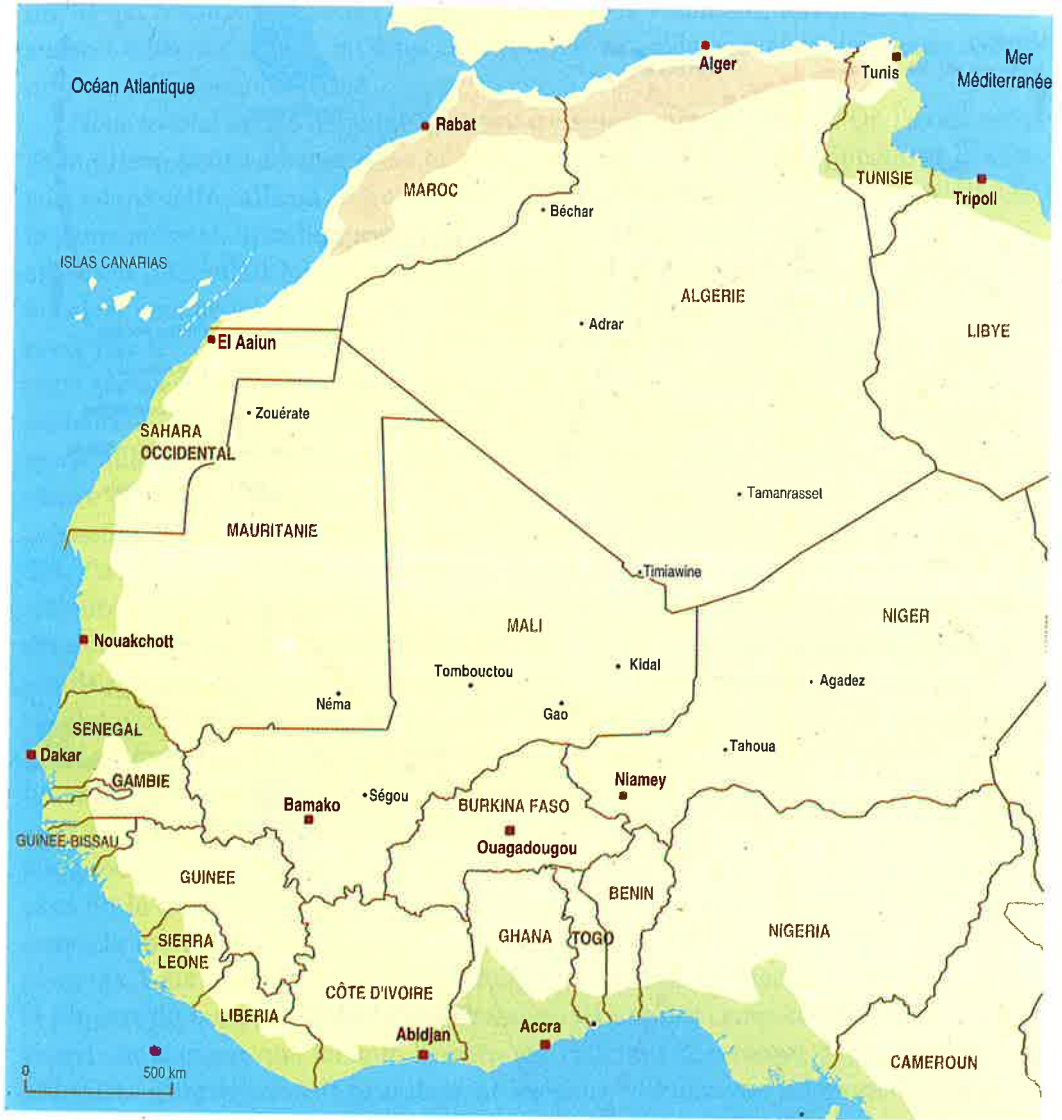 Océan Atlantique
Alger
Tunis
Mer
Méditerranée
Rabat
MAROC
TUNISIE
Tripoll
Béchar
ISLAS CANARIAS
ALGERIE
Adrar
LIBYE
El Aaiun
Zouérate
SAHARA
OCCIDENTAL
Tamanrassel
MAURITANIE
Timiawine
NIGER
MALI
Nouakchott
Kidal
Tombouctou
Agadez
Néma
Gao
SENEGAL
Dakar
Tahoua
GAMBIE
Niamey
Ségou
BURKINA FASO
Bamako
GUINEE-BISSAU
Ouagadougou
GUINEE
BENIN
NIGERIA
GHANA
TOGO
SIERRA
LEONE
CÔTE D'IVOIRE
LIBERIA
Abidjan
Accra
CAMEROUN
0
500 km